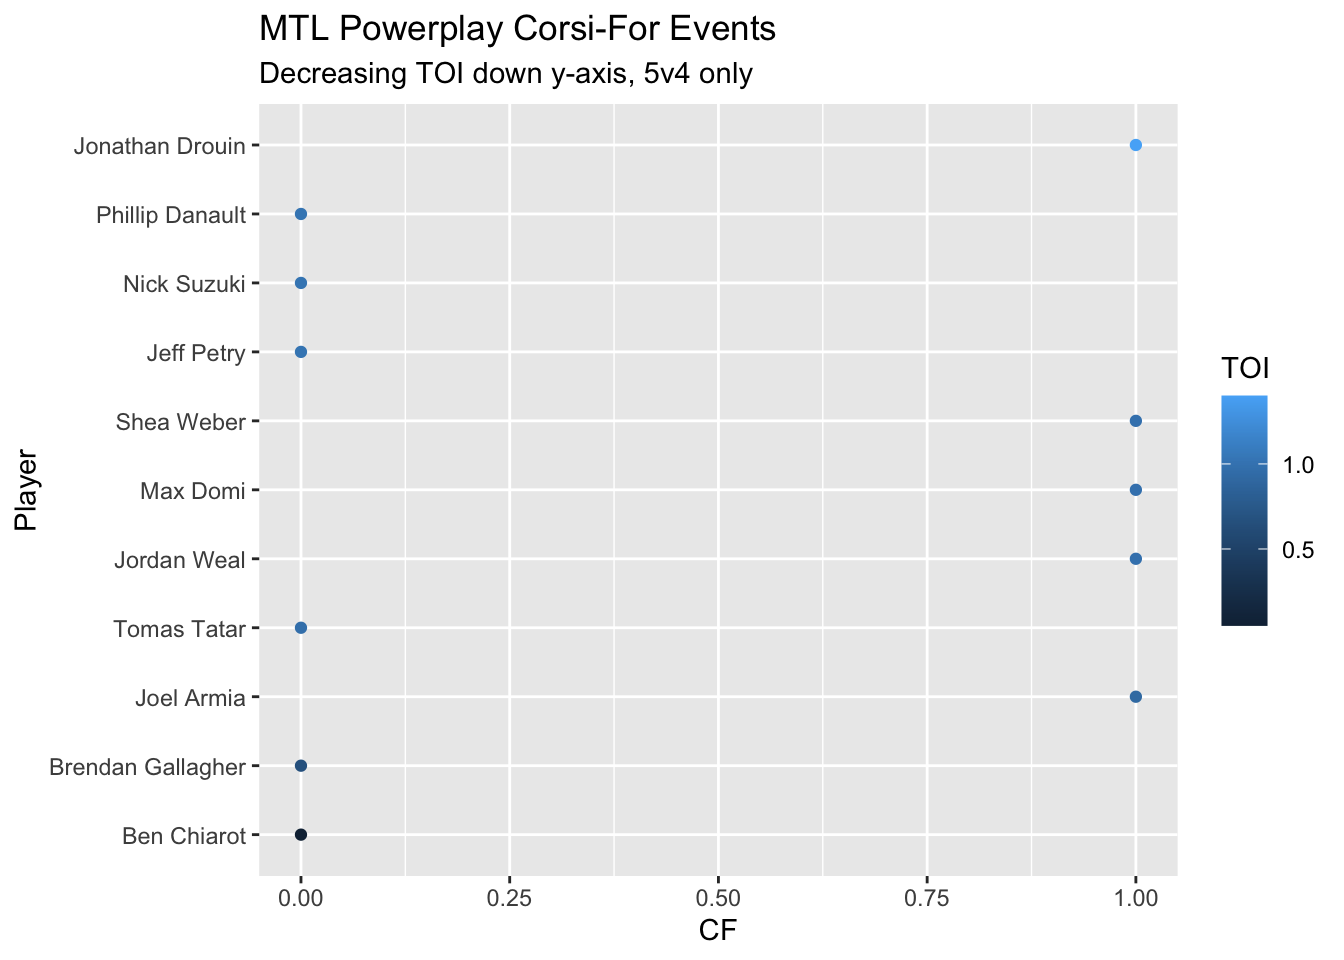 MTL Powerplay Corsi-For Events
Decreasing TOI down y-axis, 5v4 only
Jonathan Drouin
Phillip Danault
Nick Suzuki
Jeff Petry
Shea Weber
Max Domi
Jordan Weal
Tomas Tatar
Joel Armia
Brendan Gallagher
Ben Chiarot
Player
0.00 0.25 0.50 0.75 1.00
CF
TOI
1.0
0.5